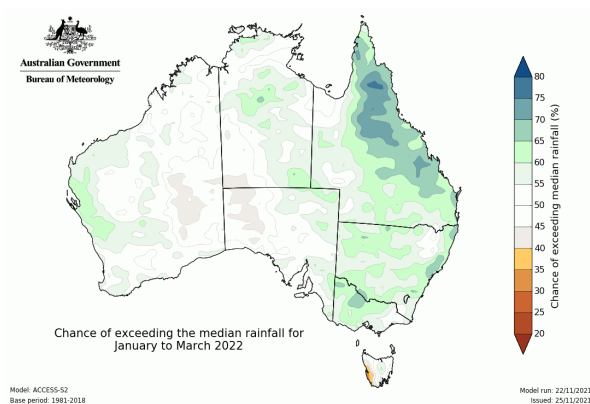 Australian Government
Bureau of Meteorology
80
75
70
65
60
55
50
45
40
35
30
25
20
Chance of exceeding median rainfall (%)
Chance of exceeding the median rainfall for
January to March 2022
Model: ACCESS-S2
Base period: 1981-2018
Model run: 22/11/2021
Issued: 25/11/2021